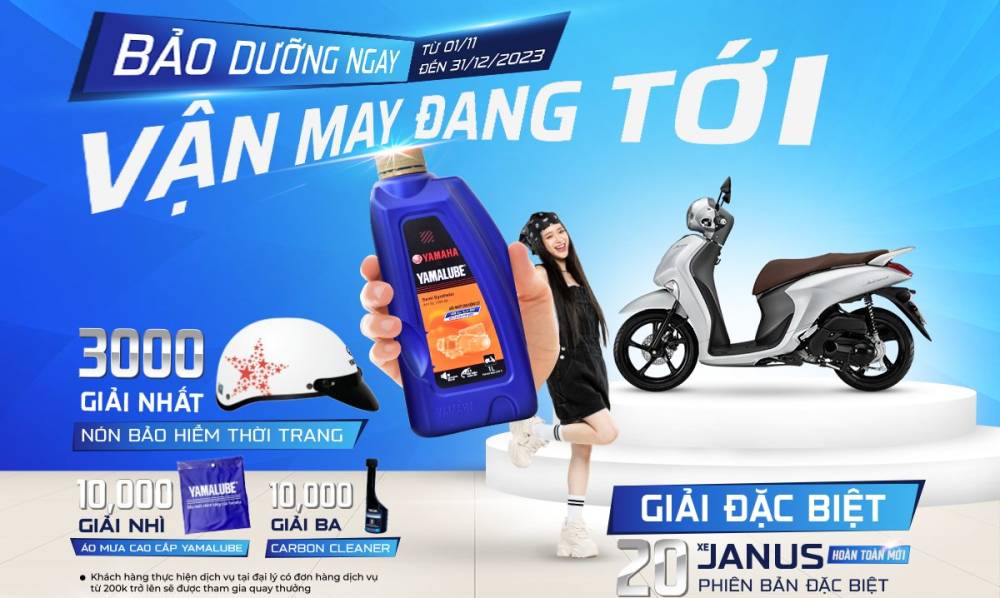 BẢO DƯỠNG NGAY
TỪ 01/11
ĐẾN 31/12/2023
VẬN MAY ĐANG TỚI
YAMAHA
YAMALUBE
Semi Synthetic
1L
YAMAHA
3000
GIẢI NHẤT
NÓN BẢO HIỂM THỜI TRANG
10,000
GIẢI NHÌ
YAMALUBE
ÁO MƯA CAO CẤP YAMALUBE
10,000
GIẢI BA
CARBON CLEANER
Khách hàng thực hiện dịch vụ tại đại lý có đơn hàng dịch vụ
từ 200k trở lên sẽ được tham gia quay thưởng
GIẢI ĐẶC BIỆT
20 XE JANUS HOÀN TOÀN MỚI
PHIÊN BẢN ĐẶC BIỆT